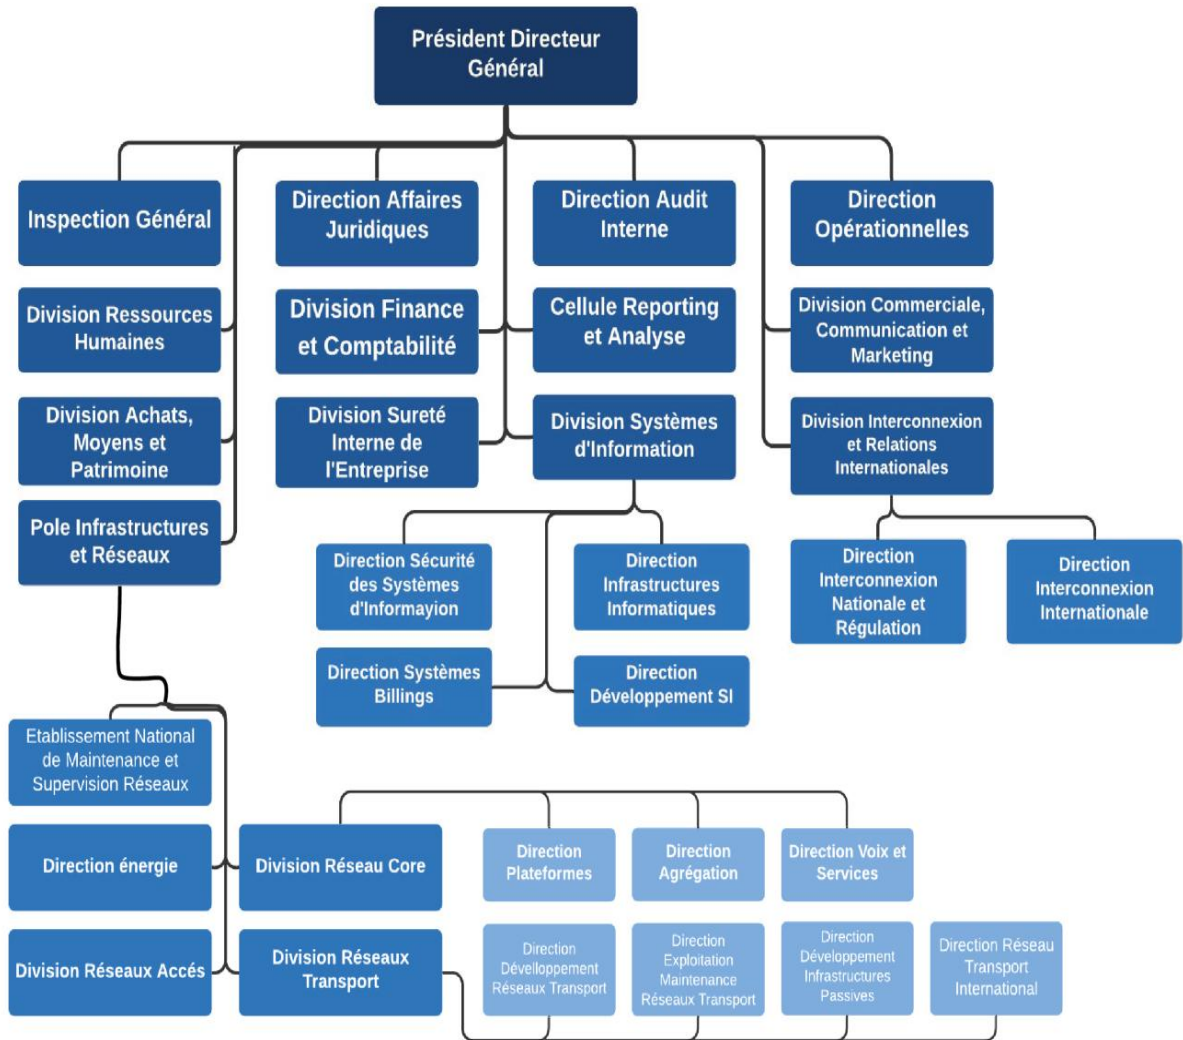 Président Directeur
Général
Inspection Général
Direction Affaires
Juridiques
Direction Audit
Interne
Direction
Opérationnelles
Division Ressources
Humaines
Division Finance
et Comptabilité
Cellule Reporting
et Analyse
Division Commerciale,
Communication et
Marketing
Division Achats,
Moyens et
Patrimoine
Division Sureté
Interne de
l'Entreprise
Division Systèmes
d'Information
Division Interconnexion
et Relations
Internationales
Pole Infrastructures
et Réseaux
Direction Sécurité
des Systèmes
d'Informayion
Direction
Infrastructures
Informatiques
Direction
Interconnexion
Nationale et
Régulation
Direction
Interconnexion
Internationale
Direction Systèmes
Billings
Direction
Développement SI
Etablissement National
de Maintenance et
Supervision Réseaux
Direction énergie
Division Réseau Core
Direction
Plateformes
Direction
Agrégation
Direction Voix et
Services
Division Réseaux Accés
Division Réseaux
Transport
Direction
Dévelloppement
Réseaux Transport
Direction
Exploitation
Maintenance
Réseaux Transport
Direction
Développement
Infrastructures
Passives
Direction Réseau
Transport
International